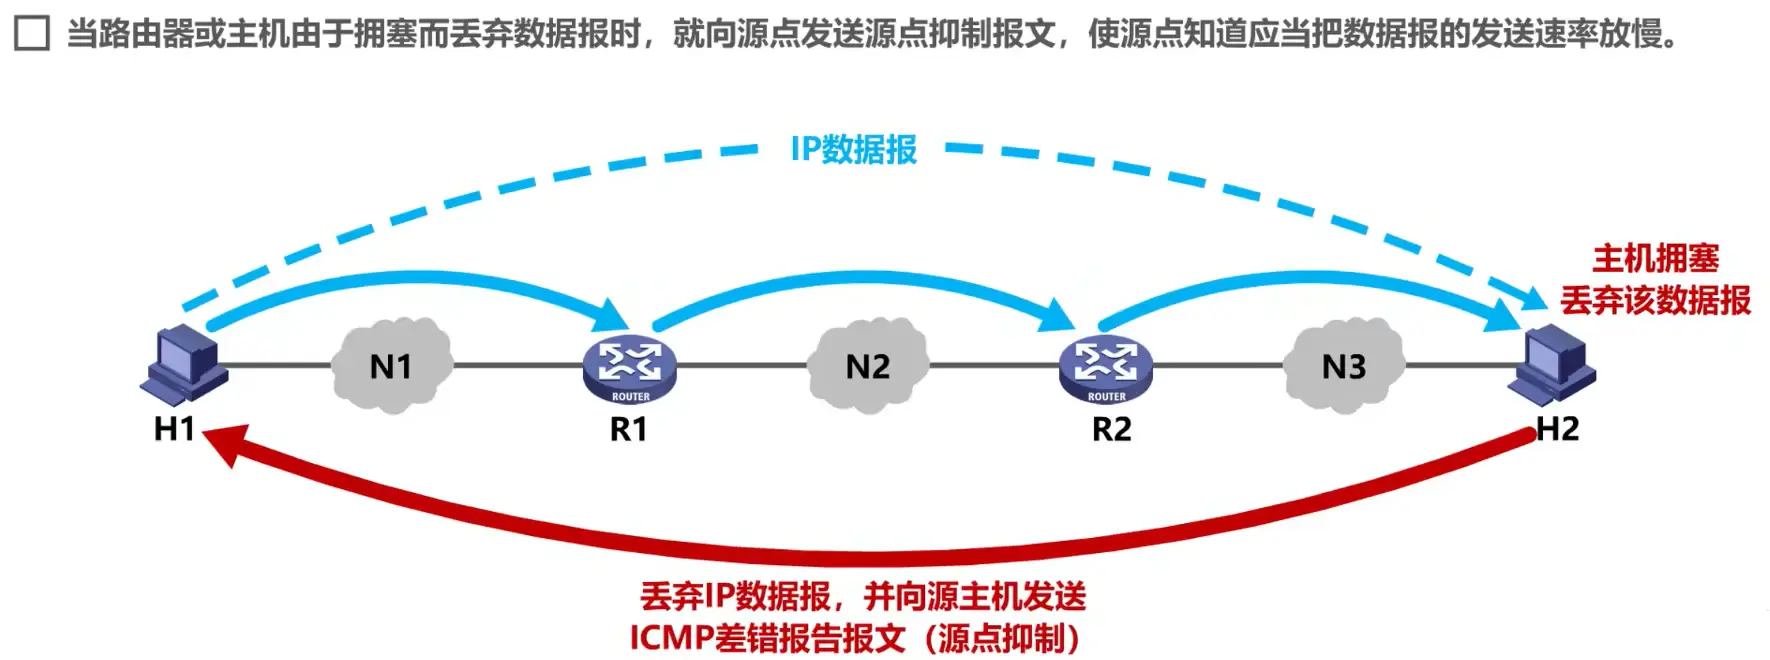 当路由器或主机由于拥塞而丢弃数据报时，就向源点发送源点抑制报文，使源点知道应当把数据报的发送速率放慢。
IP数据报
主机拥塞
丢弃该数据报
N1
N2
N3
ROUTER
ROUTER
H1
R1
R2
H2
丢弃IP数据报，并向源主机发送
ICMP差错报告报文（源点抑制）